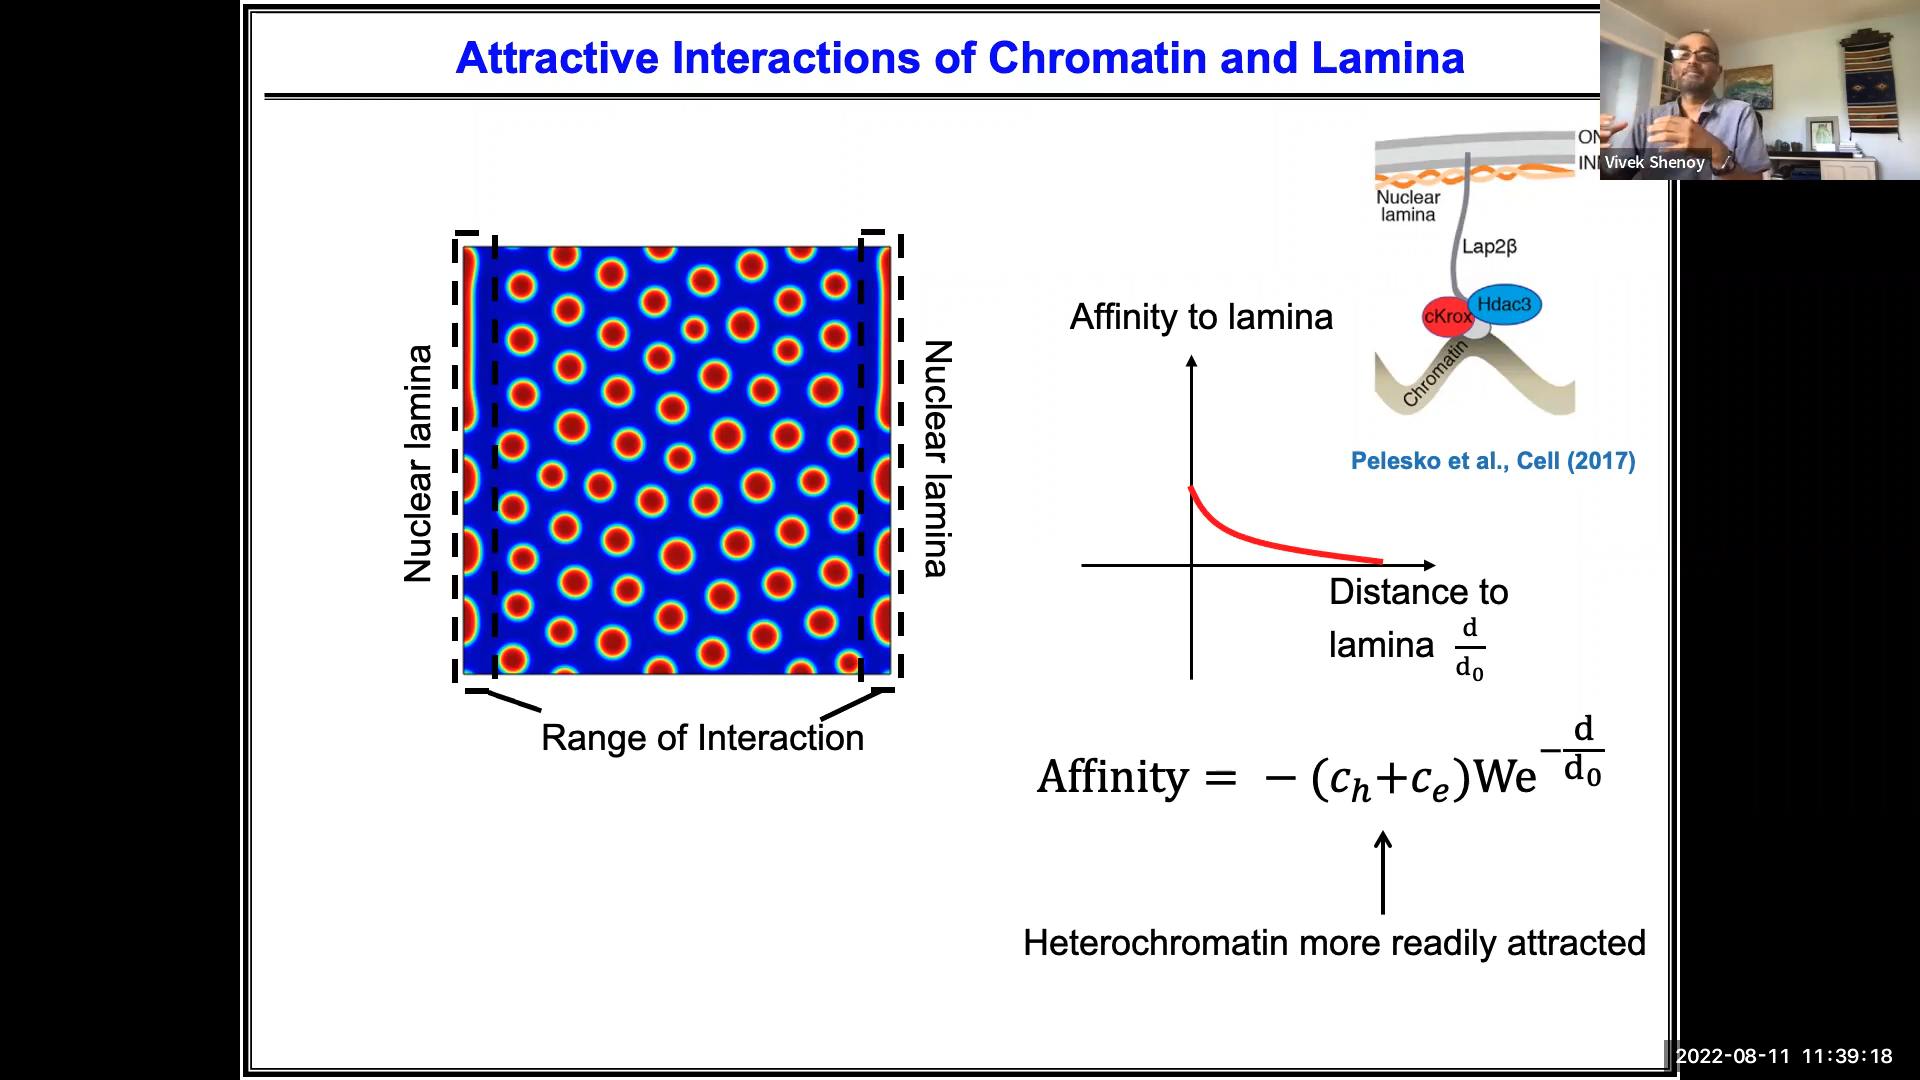 Attractive Interactions of Chromatin and Lamina
Vivek Shenoy
Nuclear
lamina
Lap2β
cKrox
Hdac3
Chromatin
Pelesko et al., Cell (2017)
Nuclear lamina
Nuclear lamina
Range of Interaction
Affinity to lamina
Distance to
lamina d/d₀
Affinity = − (cₕ+cₑ)We^−d/d₀
Heterochromatin more readily attracted
2022-08-11 11:39:18